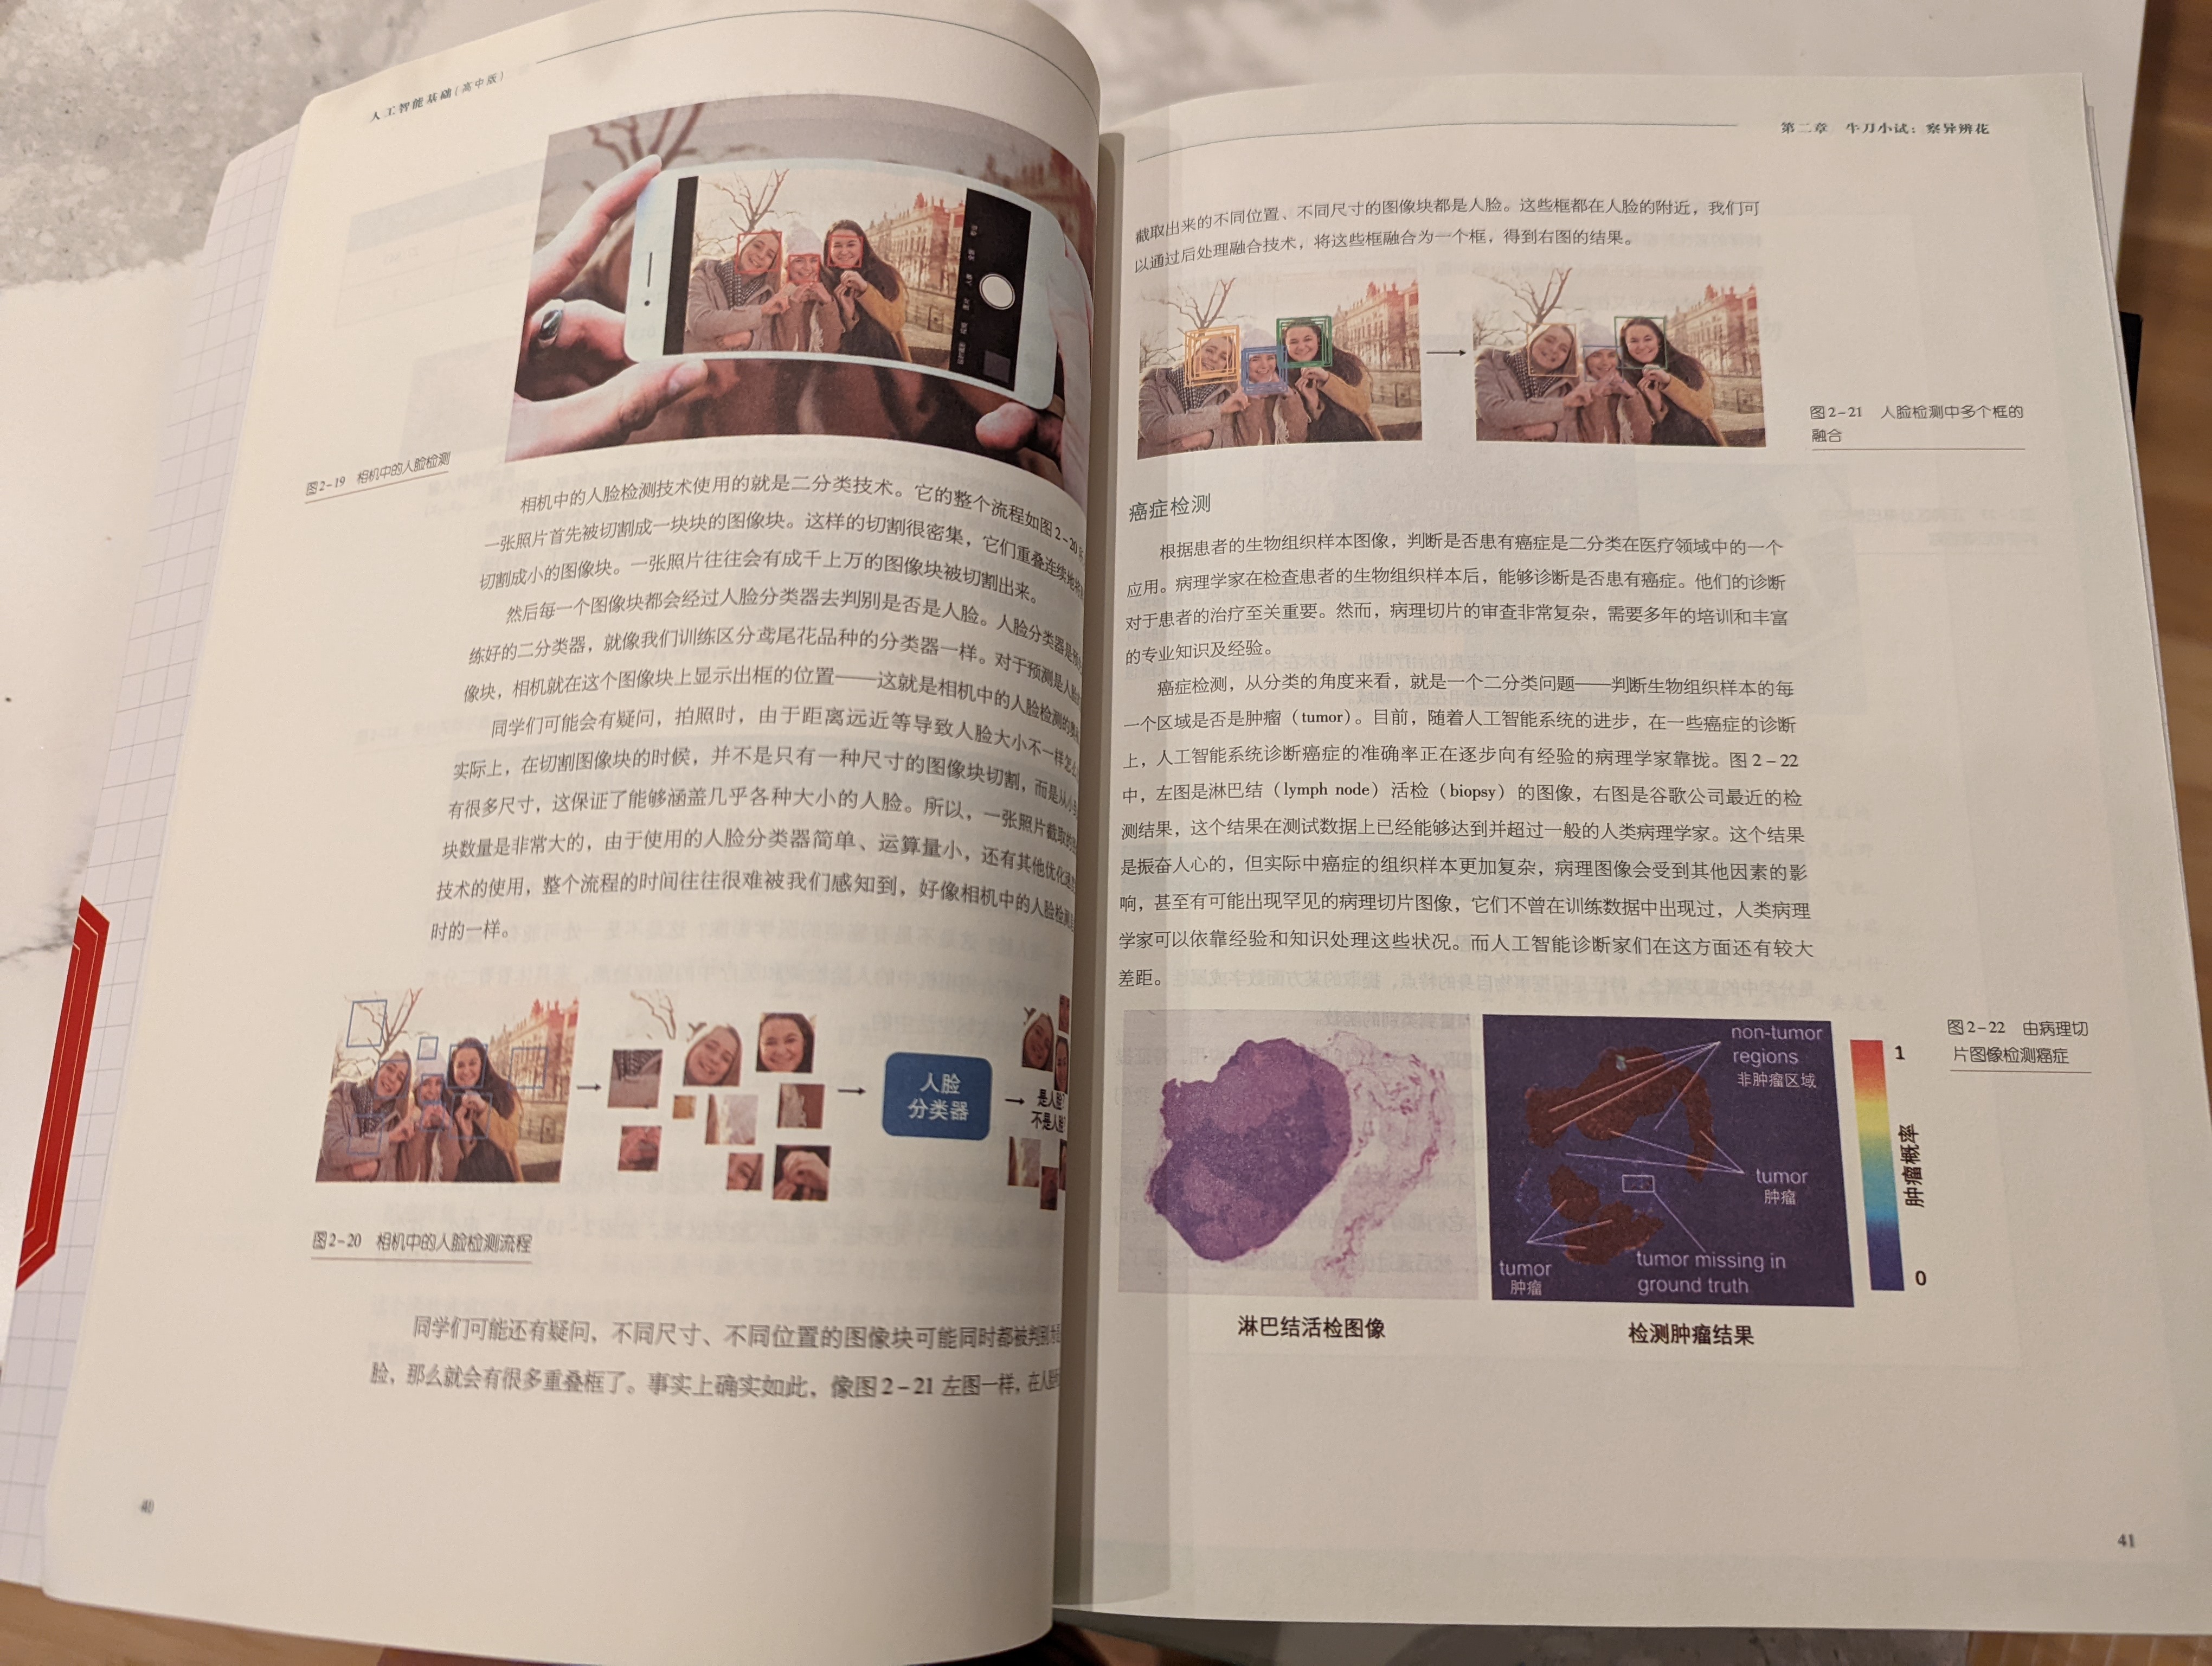 人工智能基础（高中版）
图2-19 相机中的人脸检测
相机中的人脸检测技术使用的就是二分类技术。它的整个流程如图2-20
一张照片首先被切割成一块块的图像块。这样的切割很密集，它们重叠连续地
切割成小的图像块。一张照片往往会有成千上万的图像块被切割出来。
然后每一个图像块都会经过人脸分类器去判别是否是人脸。人脸分类器是
练好的二分类器，就像我们训练区分鸢尾花品种的分类器一样。对于预测是人脸
像块，相机就在这个图像块上显示出框的位置——这就是相机中的人脸检测的
同学们可能会有疑问，拍照时，由于距离远近等导致人脸大小不一样怎么
实际上，在切割图像块的时候，并不是只有一种尺寸的图像块切割，而是从小
有很多尺寸，这保证了能够涵盖几乎各种大小的人脸。所以，一张照片截取的
块数量是非常大的，由于使用的人脸分类器简单、运算量小，还有其他优化
技术的使用，整个流程的时间往往很难被我们感知到，好像相机中的人脸检测是
时的一样。
人脸
分类器
是人脸
不是人脸
图2-20 相机中的人脸检测流程
同学们可能还有疑问，不同尺寸、不同位置的图像块可能同时都被判别
脸，那么就会有很多重叠框了。事实上确实如此，像图2-21左图一样，在人脸
40
第二章 牛刀小试：察异辨花
截取出来的不同位置、不同尺寸的图像块都是人脸。这些框都在人脸的附近，我们可
以通过后处理融合技术，将这些框融合为一个框，得到右图的结果。
图2-21 人脸检测中多个框的
融合
癌症检测
根据患者的生物组织样本图像，判断是否患有癌症是二分类在医疗领域中的一个
应用。病理学家在检查患者的生物组织样本后，能够诊断是否患有癌症。他们的诊断
对于患者的治疗至关重要。然而，病理切片的审查非常复杂，需要多年的培训和丰富
的专业知识及经验。
癌症检测，从分类的角度来看，就是一个二分类问题——判断生物组织样本的每
一个区域是否是肿瘤（tumor）。目前，随着人工智能系统的进步，在一些癌症的诊断
上，人工智能系统诊断癌症的准确率正在逐步向有经验的病理学家靠拢。图2-22
中，左图是淋巴结（lymph node）活检（biopsy）的图像，右图是谷歌公司最近的检
测结果，这个结果在测试数据上已经能够达到并超过一般的人类病理学家。这个结果
是振奋人心的，但实际中癌症的组织样本更加复杂，病理图像会受到其他因素的影
响，甚至有可能出现罕见的病理切片图像，它们不曾在训练数据中出现过，人类病理
学家可以依靠经验和知识处理这些状况。而人工智能诊断家们在这方面还有较大
差距。
non-tumor
regions
非肿瘤区域
tumor
肿瘤
tumor
肿瘤
tumor missing in
ground truth
1
肿瘤概率
0
图2-22 由病理切
片图像检测癌症
淋巴结活检图像
检测肿瘤结果
41